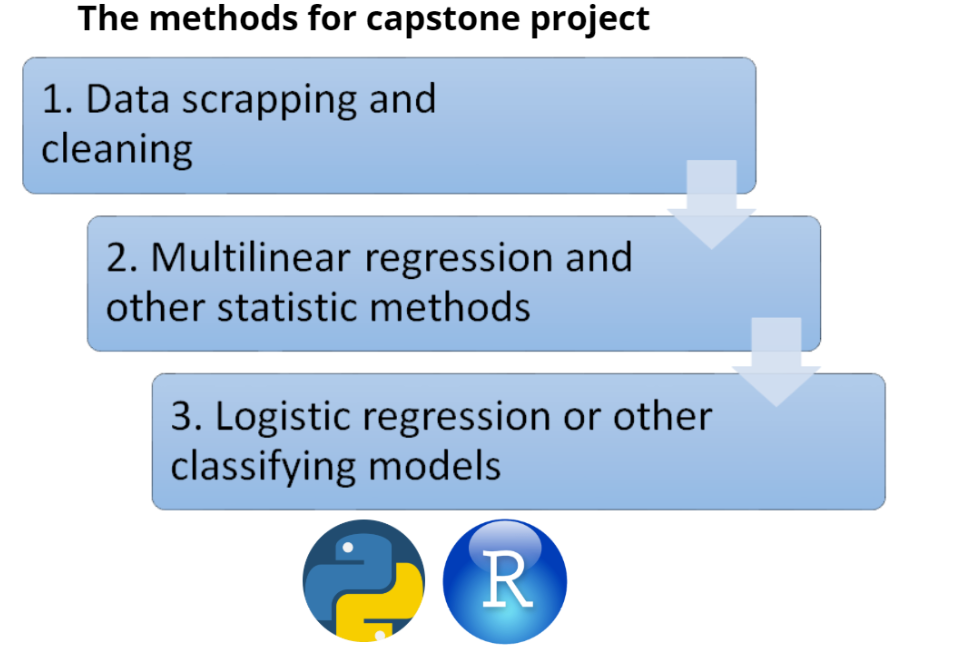 The methods for capstone project
1. Data scrapping and
cleaning
2. Multilinear regression and
other statistic methods
3. Logistic regression or other
classifying models
R